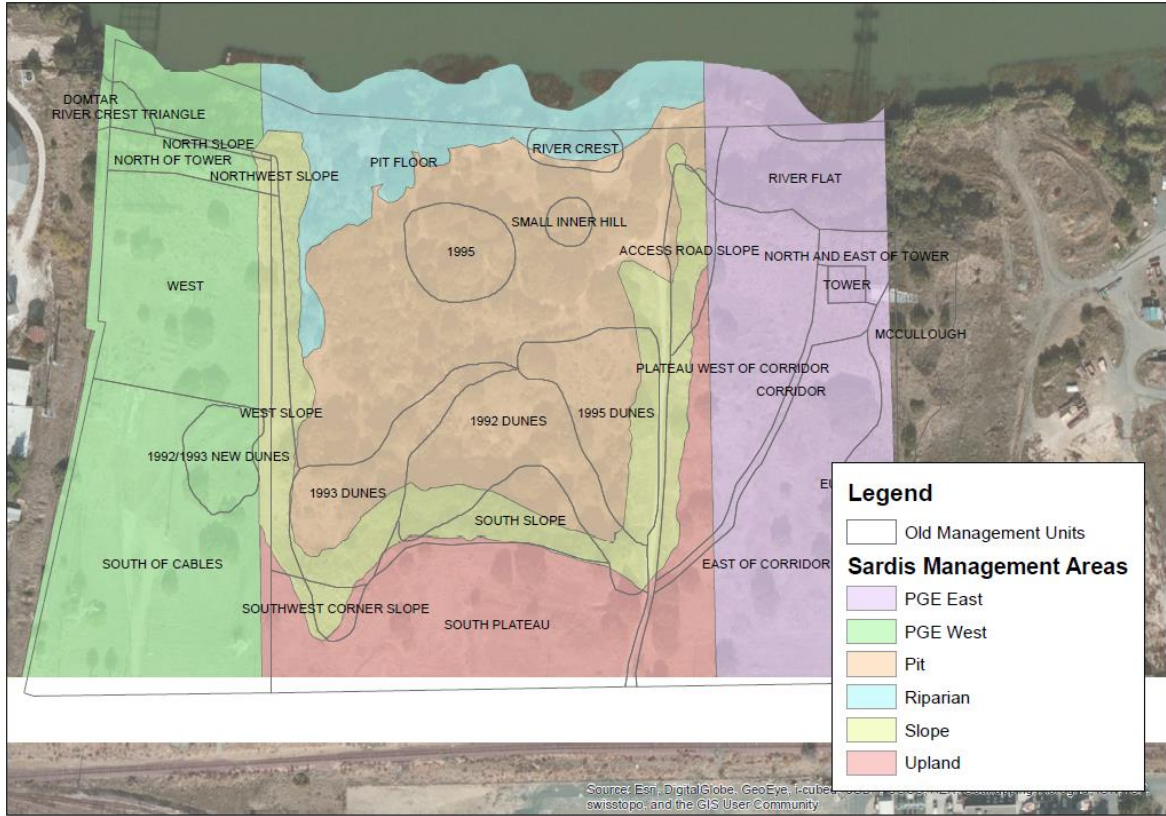 DOMTAR
RIVER CREST TRIANGLE
NORTH SLOPE
NORTH OF TOWER
NORTHWEST SLOPE
PIT FLOOR
RIVER CREST
RIVER FLAT
SMALL INNER HILL
1995
ACCESS ROAD SLOPE
NORTH AND EAST OF TOWER
WEST
TOWER
MCCULLOUGH
PLATEAU WEST OF CORRIDOR
CORRIDOR
WEST SLOPE
1992 DUNES
1995 DUNES
1992/1993 NEW DUNES
1993 DUNES
SOUTH SLOPE
SOUTH OF CABLES
EAST OF CORRIDOR
SOUTHWEST CORNER SLOPE
SOUTH PLATEAU
Legend
Old Management Units
Sardis Management Areas
PGE East
PGE West
Pit
Riparian
Slope
Upland
Source: Esri, DigitalGlobe, GeoEye, i-cubed,
swisstopo, and the GIS User Community